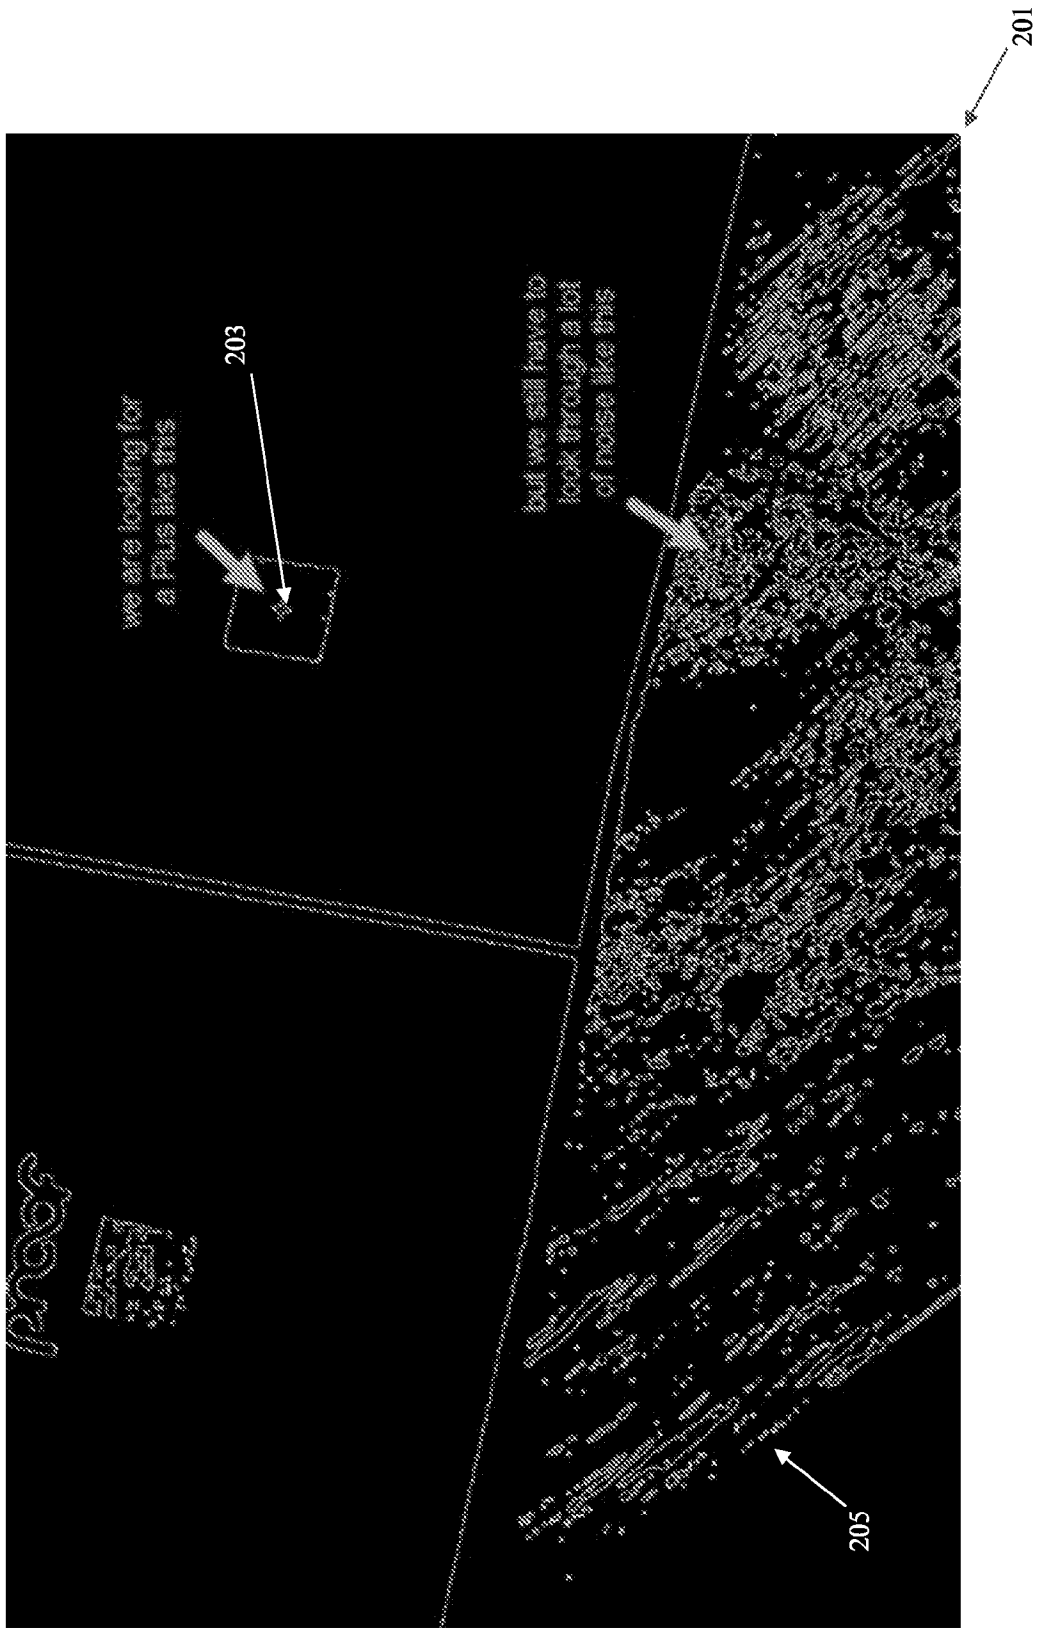 we are looking for
a Plus like this
203
but we still have to
look through a lot
of noise like this
205
201